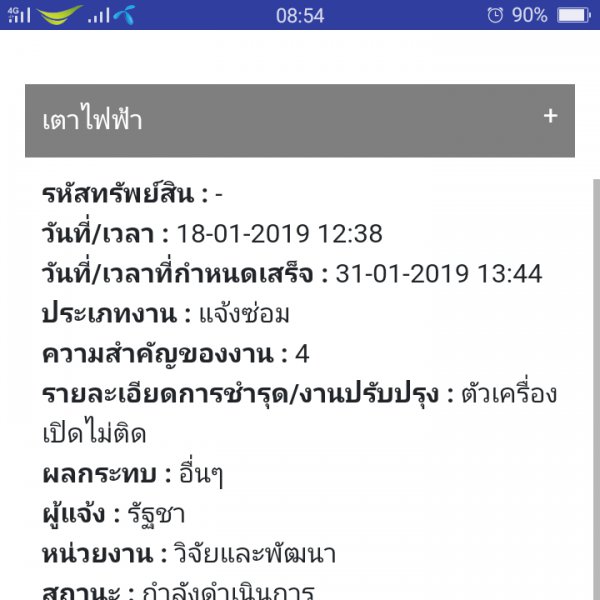 4G
08:54
90%
เตาไฟฟ้า
+
รหัสทรัพย์สิน : -
วันที่/เวลา : 18-01-2019 12:38
วันที่/เวลาที่กำหนดเสร็จ : 31-01-2019 13:44
ประเภทงาน : แจ้งซ่อม
ความสำคัญของงาน : 4
รายละเอียดการชำรุด/งานปรับปรุง : ตัวเครื่อง
เปิดไม่ติด
ผลกระทบ : อื่นๆ
ผู้แจ้ง : รัฐชา
หน่วยงาน : วิจัยและพัฒนา
สถานะ : กำลังดำเนินการ